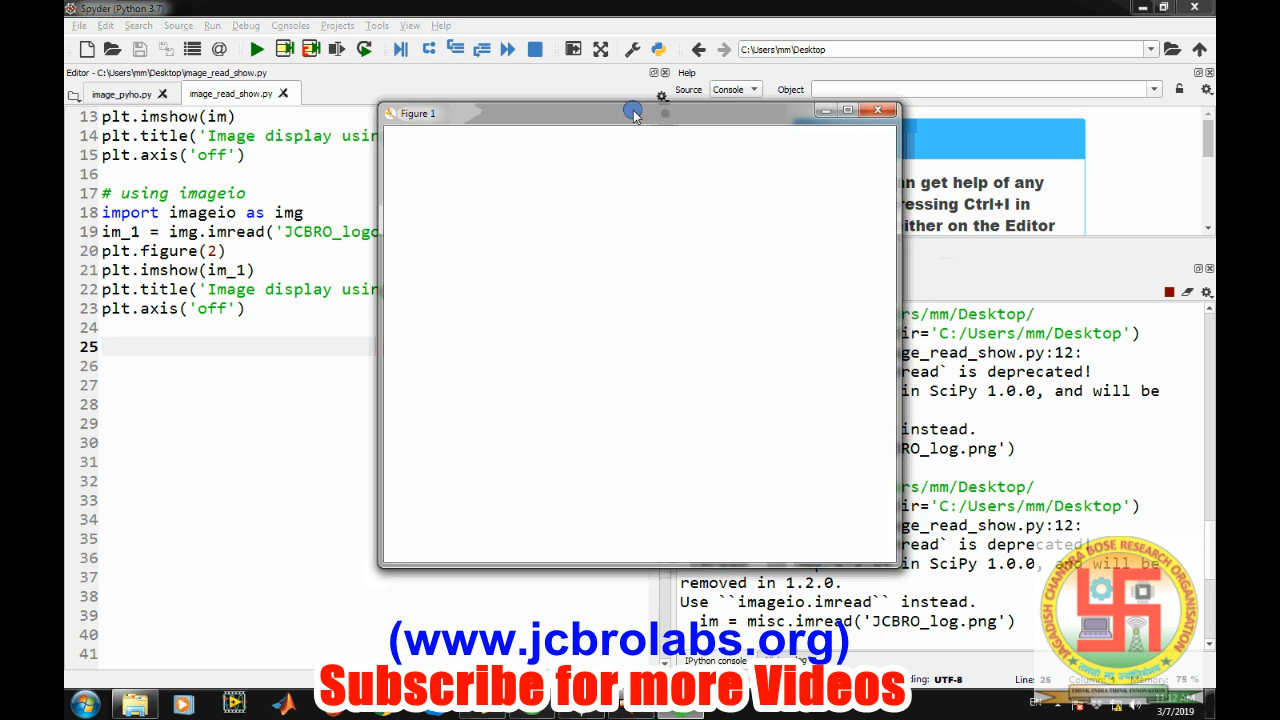 Spyder (Python 3.7)
File Edit Search Source Run Debug Consoles Projects Tools View Help
C:\Users\mm\Desktop
Editor - C:\Users\mm\Desktop\image_read_show.py
Help
image_pyho.py
image_read_show.py
Source Console Object
Figure 1
13 plt.imshow(im)
14 plt.title('Image display usin
15 plt.axis('off')
16
17 # using imageio
18 import imageio as img
19 im_1 = img.imread('JCBRO_logo
20 plt.figure(2)
21 plt.imshow(im_1)
22 plt.title('Image display usin
23 plt.axis('off')
24
25
26
27
28
29
30
31
32
33
34
35
36
37
38
39
40
41
an get help of any
ressing Ctrl+I in
ither on the Editor
rs/mm/Desktop/
ir='C:/Users/mm/Desktop')
ge_read_show.py:12:
read` is deprecated!
in SciPy 1.0.0, and will be
instead.
RO_log.png')
rs/mm/Desktop/
ir='C:/Users/mm/Desktop')
ge_read_show.py:12:
read` is deprecated!
in SciPy 1.0.0, and will be
removed in 1.2.0.
Use ``imageio.imread`` instead.
im = misc.imread('JCBRO_log.png')
IPython console
JAGADISH CHANDRA BOSE RESEARCH ORGANISATION
THINK INDIA THINK INNOVATION
(www.jcbrolabs.org)
Subscribe for more Videos
UTF-8 Line: 25 Memory: 75 %
EN
11:12 AM
3/7/2019